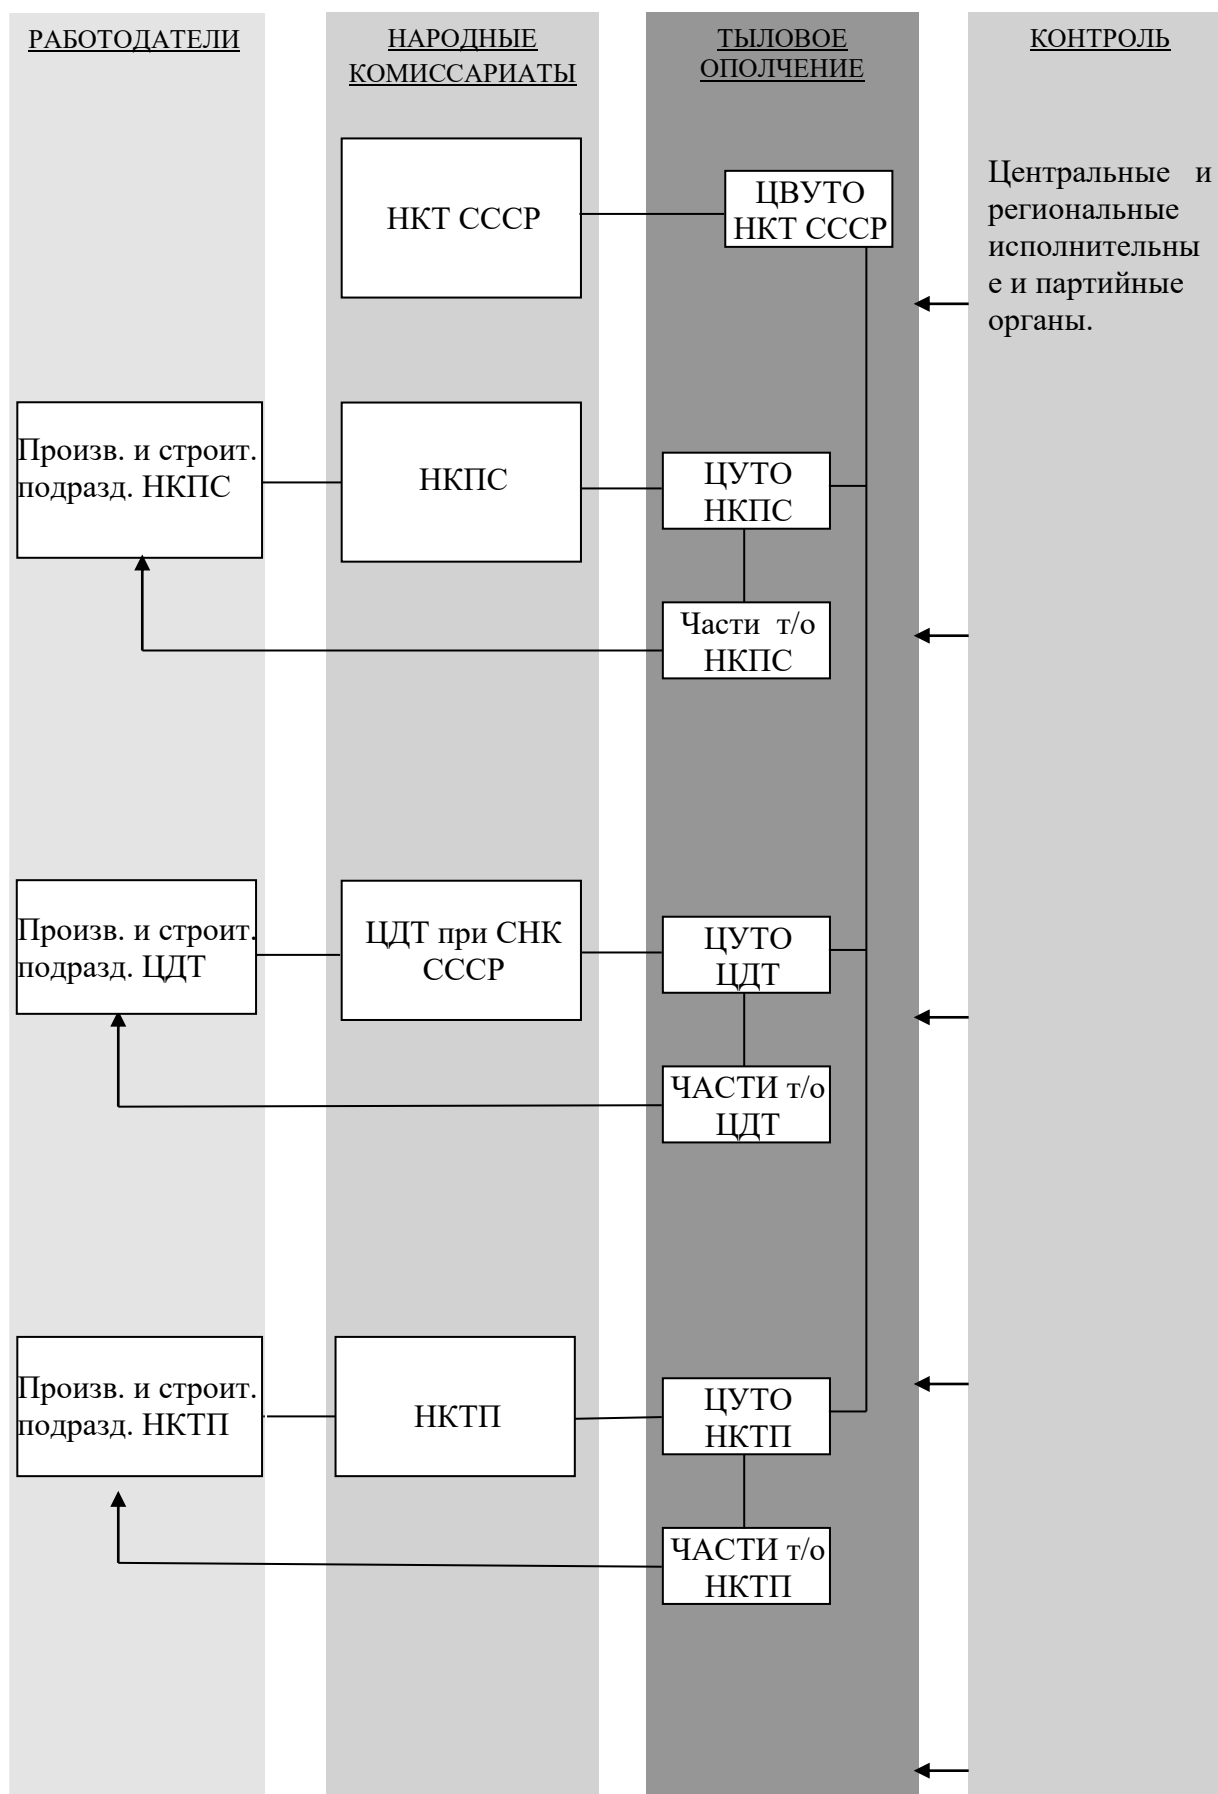 РАБОТОДАТЕЛИ
НАРОДНЫЕ
КОМИССАРИАТЫ
ТЫЛОВОЕ
ОПОЛЧЕНИЕ
КОНТРОЛЬ
НКТ СССР
ЦВУТО
НКТ СССР
Центральные и
региональные
исполнительны
е и партийные
органы.
Произв. и строит.
подразд. НКПС
НКПС
ЦУТО
НКПС
Части т/о
НКПС
Произв. и строит.
подразд. ЦДТ
ЦДТ при СНК
СССР
ЦУТО
ЦДТ
ЧАСТИ т/о
ЦДТ
Произв. и строит.
подразд. НКТП
НКТП
ЦУТО
НКТП
ЧАСТИ т/о
НКТП